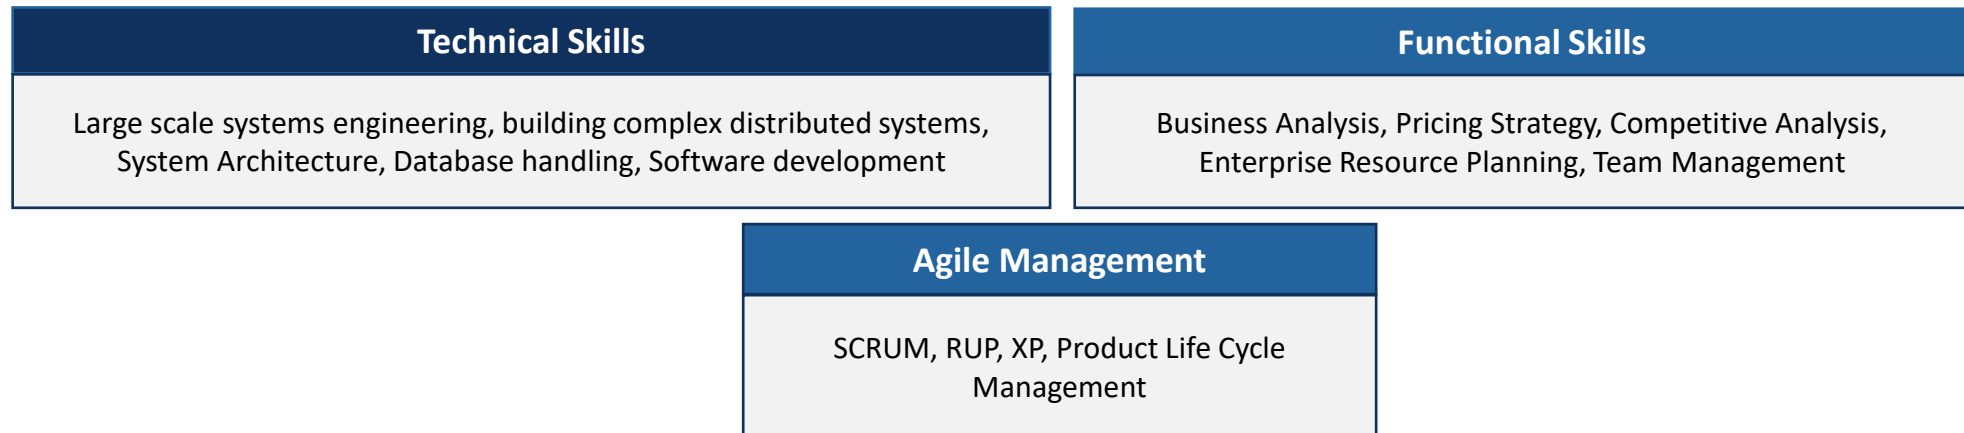 Technical Skills
Large scale systems engineering, building complex distributed systems,
System Architecture, Database handling, Software development
Functional Skills
Business Analysis, Pricing Strategy, Competitive Analysis,
Enterprise Resource Planning, Team Management
Agile Management
SCRUM, RUP, XP, Product Life Cycle
Management